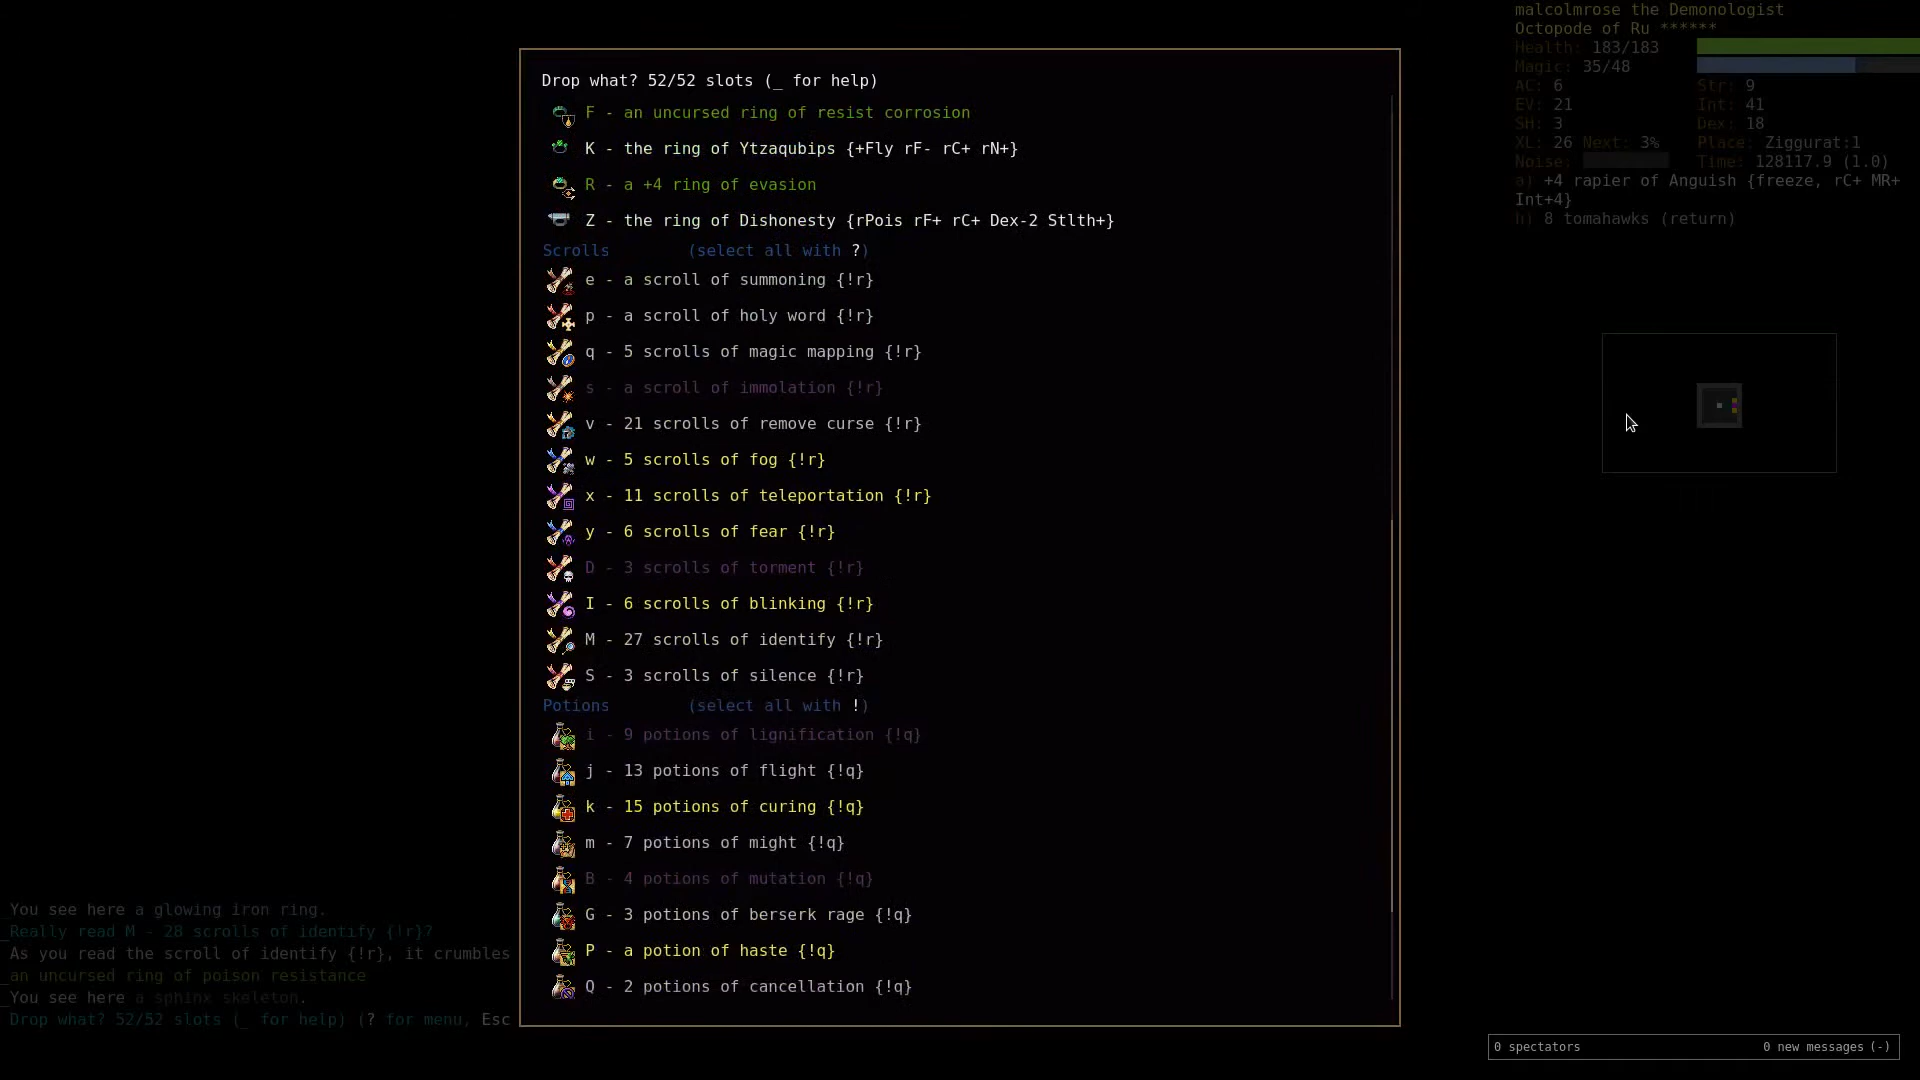 Drop what? 52/52 slots (_ for help)
F - an uncursed ring of resist corrosion
K - the ring of Ytzaqubips {+Fly rF- rC+ rN+}
R - a +4 ring of evasion
Z - the ring of Dishonesty {rPois rF+ rC+ Dex-2 Stlth+}
Scrolls (select all with ?)
e - a scroll of summoning {!r}
p - a scroll of holy word {!r}
q - 5 scrolls of magic mapping {!r}
s - a scroll of immolation {!r}
v - 21 scrolls of remove curse {!r}
w - 5 scrolls of fog {!r}
x - 11 scrolls of teleportation {!r}
y - 6 scrolls of fear {!r}
D - 3 scrolls of torment {!r}
I - 6 scrolls of blinking {!r}
M - 27 scrolls of identify {!r}
S - 3 scrolls of silence {!r}
Potions (select all with !)
i - 9 potions of lignification {!q}
j - 13 potions of flight {!q}
k - 15 potions of curing {!q}
m - 7 potions of might {!q}
B - 4 potions of mutation {!q}
G - 3 potions of berserk rage {!q}
P - a potion of haste {!q}
Q - 2 potions of cancellation {!q}
malcolmrose the Demonologist
Octopode of Ru ******
Health: 183/183
Magic: 35/48
AC: 6 Str: 9
EV: 21 Int: 41
SH: 3 Dex: 18
XL: 26 Next: 3% Place: Ziggurat:1
Noise: Time: 128117.9 (1.0)
a) +4 rapier of Anguish {freeze, rC+ MR+
Int+4}
h) 8 tomahawks (return)
_You see here a glowing iron ring.
_Really read M - 28 scrolls of identify {!r}?
As you read the scroll of identify {!r}, it crumbles
_an uncursed ring of poison resistance
_You see here a sphinx skeleton.
Drop what? 52/52 slots (_ for help) (? for menu, Esc
0 spectators 0 new messages (-)